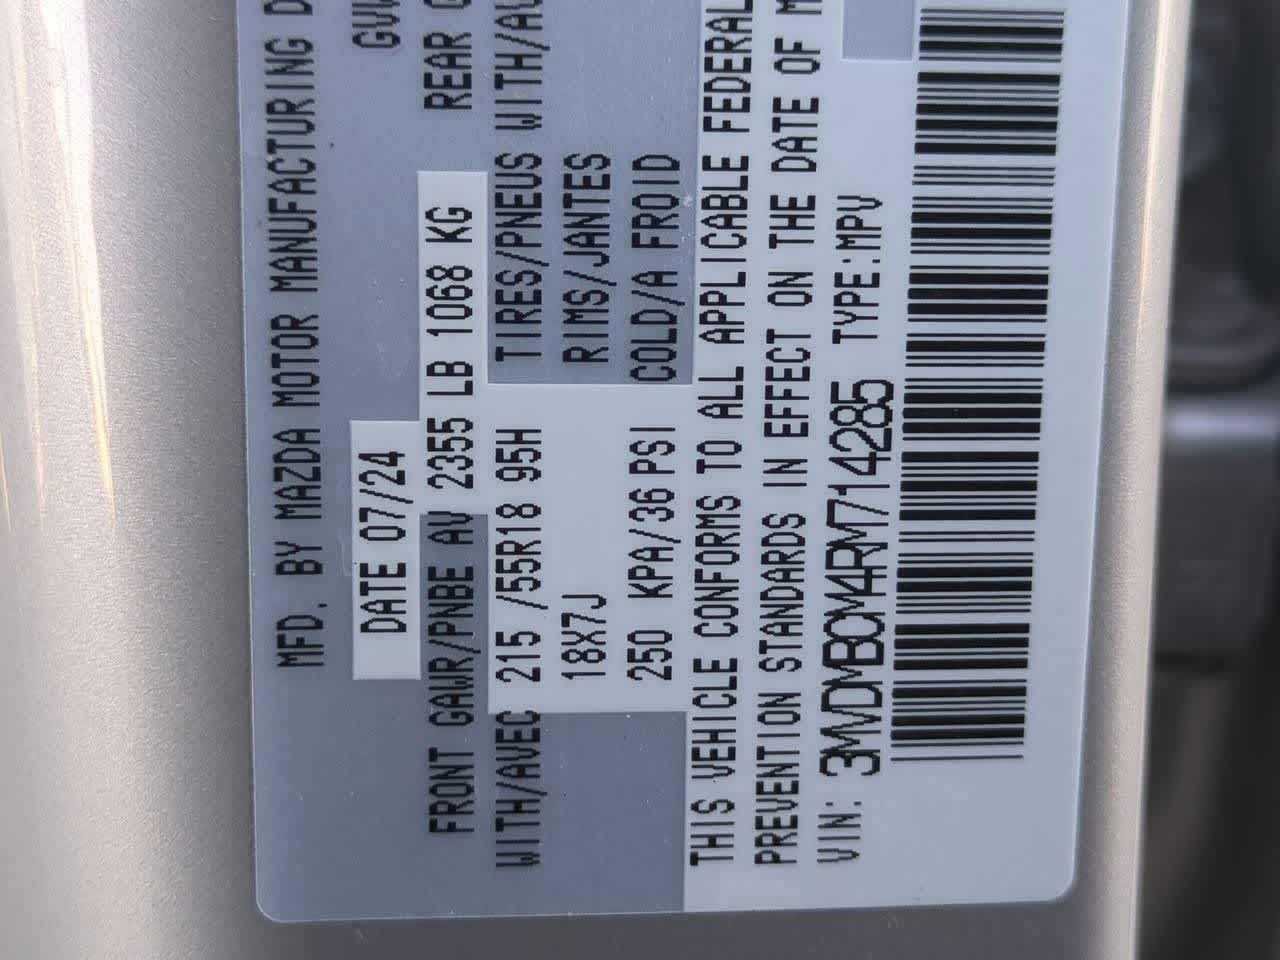 MFD. BY MAZDA MOTOR MANUFACTURING D
DATE 07/24 GVW
FRONT GAWR/PNBE AV 2355 LB 1068 KG REAR G
WITH/AVEC 215 /55R18 95H TIRES/PNEUS WITH/AV
18X7J RIMS/JANTES
250 KPA/36 PSI COLD/A FROID
THIS VEHICLE CONFORMS TO ALL APPLICABLE FEDERAL
PREVENTION STANDARDS IN EFFECT ON THE DATE OF M
VIN: 3MVDMBCM4RM714285 TYPE:MPV